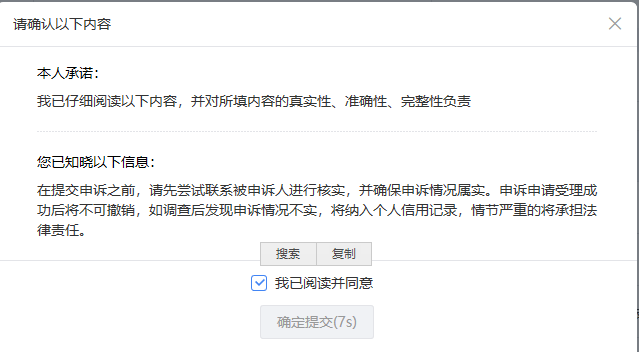 请确认以下内容
本人承诺：
我已仔细阅读以下内容，并对所填内容的真实性、准确性、完整性负责
您已知晓以下信息：
在提交申诉之前，请先尝试联系被申诉人进行核实，并确保申诉情况属实。申诉申请受理成
功后将不可撤销，如调查后发现申诉情况不实，将纳入个人信用记录，情节严重的将承担法
律责任。
搜索 复制
我已阅读并同意
确定提交(7s)